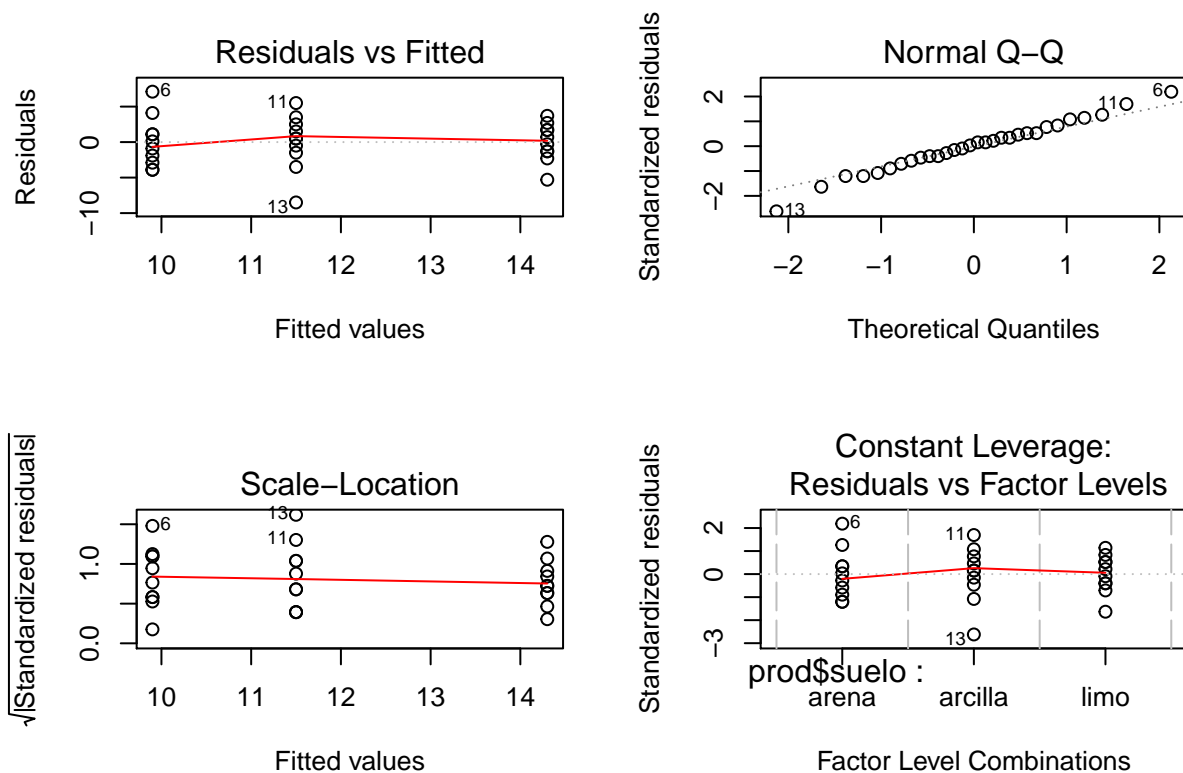 Residuals vs Fitted
Residuals
0
−10
6
11
13
10 11 12 13 14
Fitted values
Normal Q−Q
Standardized residuals
2
0
−2
13
11
6
−2 −1 0 1 2
Theoretical Quantiles
Scale−Location
√|Standardized residuals|
1.0
0.0
6
13
11
10 11 12 13 14
Fitted values
Constant Leverage:
Residuals vs Factor Levels
Standardized residuals
2
0
−3
6
11
13
prod$suelo :
arena arcilla limo
Factor Level Combinations